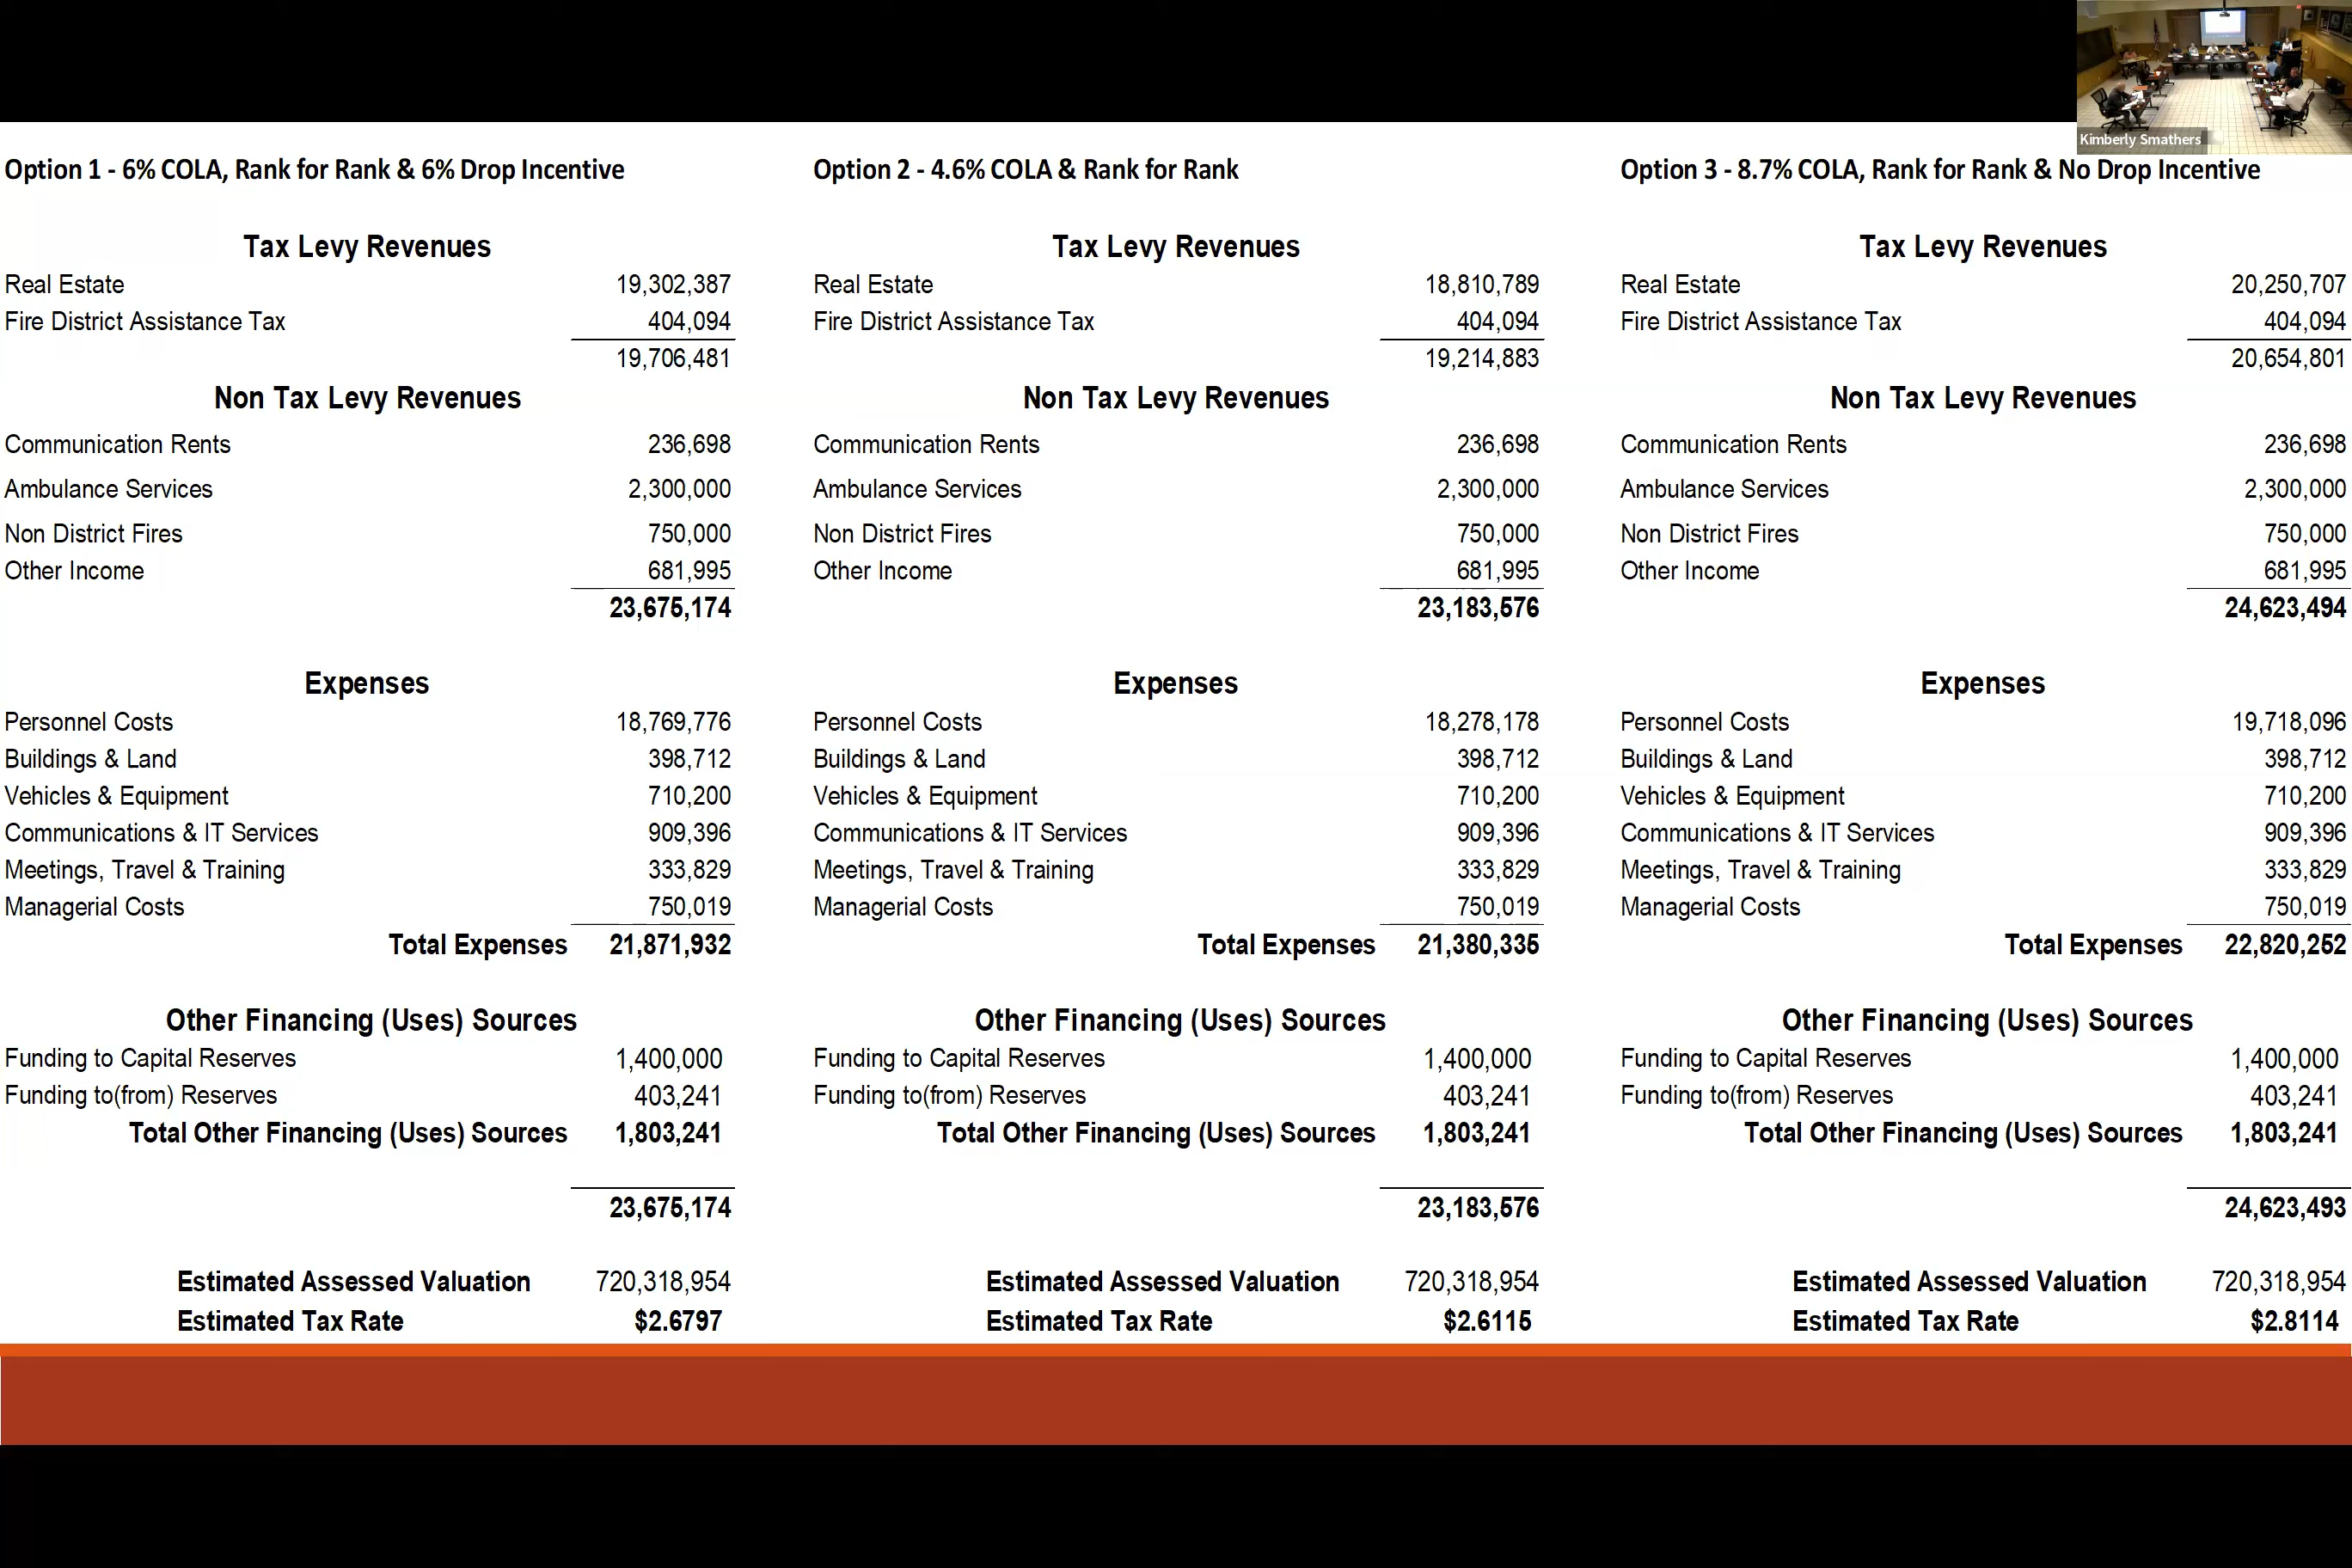 Kimberly Smathers
Option 1 - 6% COLA, Rank for Rank & 6% Drop Incentive
Tax Levy Revenues
Real Estate 19,302,387
Fire District Assistance Tax 404,094
19,706,481
Non Tax Levy Revenues
Communication Rents 236,698
Ambulance Services 2,300,000
Non District Fires 750,000
Other Income 681,995
23,675,174
Expenses
Personnel Costs 18,769,776
Buildings & Land 398,712
Vehicles & Equipment 710,200
Communications & IT Services 909,396
Meetings, Travel & Training 333,829
Managerial Costs 750,019
Total Expenses 21,871,932
Other Financing (Uses) Sources
Funding to Capital Reserves 1,400,000
Funding to(from) Reserves 403,241
Total Other Financing (Uses) Sources 1,803,241
23,675,174
Estimated Assessed Valuation 720,318,954
Estimated Tax Rate $2.6797
Option 2 - 4.6% COLA & Rank for Rank
Tax Levy Revenues
Real Estate 18,810,789
Fire District Assistance Tax 404,094
19,214,883
Non Tax Levy Revenues
Communication Rents 236,698
Ambulance Services 2,300,000
Non District Fires 750,000
Other Income 681,995
23,183,576
Expenses
Personnel Costs 18,278,178
Buildings & Land 398,712
Vehicles & Equipment 710,200
Communications & IT Services 909,396
Meetings, Travel & Training 333,829
Managerial Costs 750,019
Total Expenses 21,380,335
Other Financing (Uses) Sources
Funding to Capital Reserves 1,400,000
Funding to(from) Reserves 403,241
Total Other Financing (Uses) Sources 1,803,241
23,183,576
Estimated Assessed Valuation 720,318,954
Estimated Tax Rate $2.6115
Option 3 - 8.7% COLA, Rank for Rank & No Drop Incentive
Tax Levy Revenues
Real Estate 20,250,707
Fire District Assistance Tax 404,094
20,654,801
Non Tax Levy Revenues
Communication Rents 236,698
Ambulance Services 2,300,000
Non District Fires 750,000
Other Income 681,995
24,623,494
Expenses
Personnel Costs 19,718,096
Buildings & Land 398,712
Vehicles & Equipment 710,200
Communications & IT Services 909,396
Meetings, Travel & Training 333,829
Managerial Costs 750,019
Total Expenses 22,820,252
Other Financing (Uses) Sources
Funding to Capital Reserves 1,400,000
Funding to(from) Reserves 403,241
Total Other Financing (Uses) Sources 1,803,241
24,623,493
Estimated Assessed Valuation 720,318,954
Estimated Tax Rate $2.8114